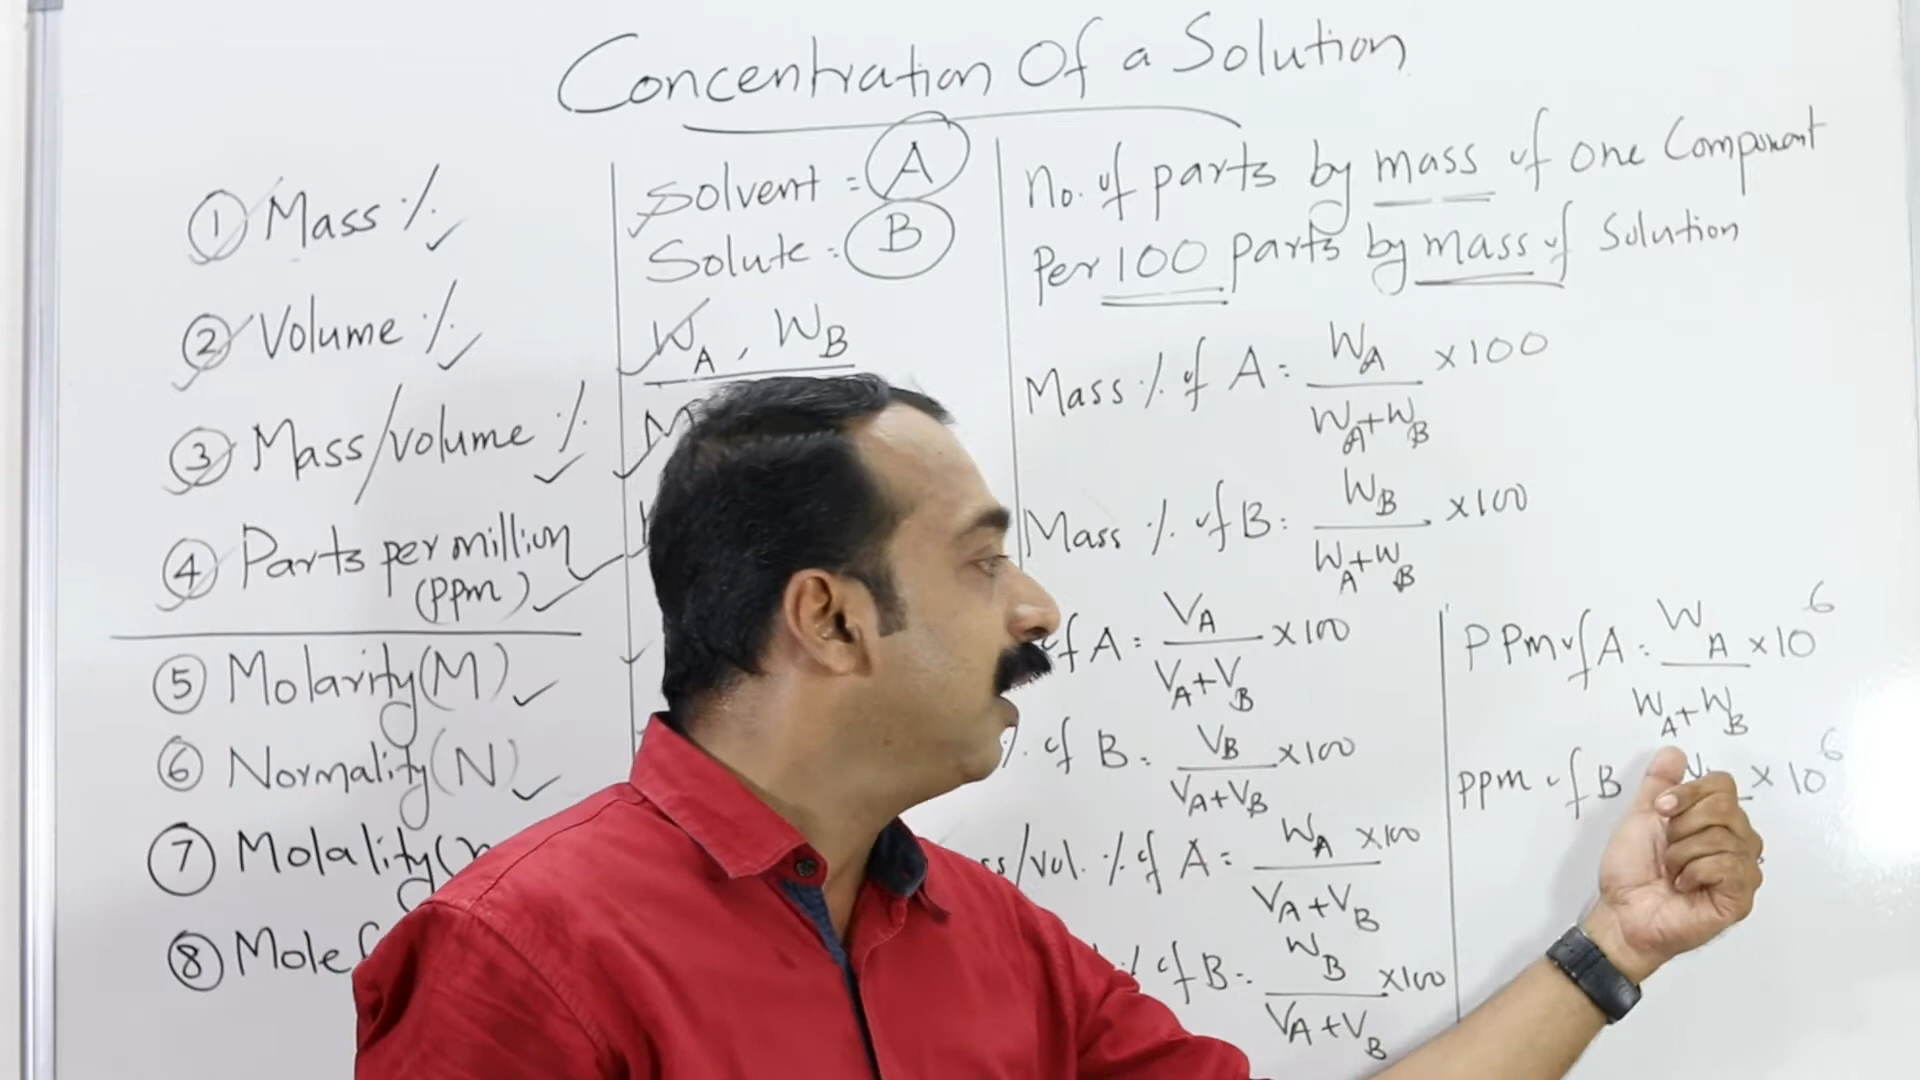 Concentration Of a Solution
① Mass %
② Volume %
③ Mass/volume %
④ Parts per million
(ppm)
⑤ Molarity (M)
⑥ Normality (N)
⑦ Molality (
⑧ Mole
Solvent = A
Solute = B
W_A , W_B
No. of parts by mass of one Component
Per 100 parts by mass of Solution
Mass % of A = W_A / W_A + W_B × 100
Mass % of B = W_B / W_A + W_B × 100
of A = V_A / V_A + V_B × 100
% of B = V_B / V_A + V_B × 100
/vol. % of A = W_A × 100 / V_A + V_B
% of B = W_B / V_A + V_B × 100
PPm of A = W_A / W_A + W_B × 10^6
PPm of B × 10^6